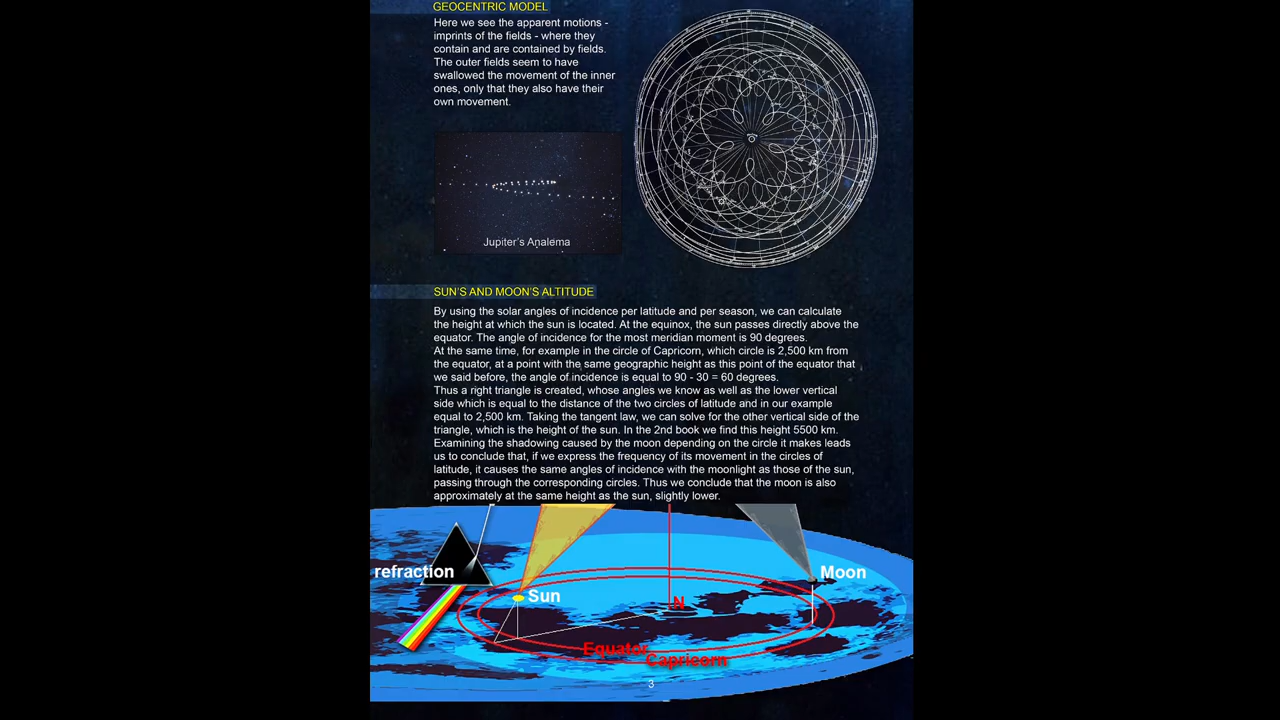 GEOCENTRIC MODEL
Here we see the apparent motions -
imprints of the fields - where they
contain and are contained by fields.
The outer fields seem to have
swallowed the movement of the inner
ones, only that they also have their
own movement.
Jupiter's Analema
SUN'S AND MOON'S ALTITUDE
By using the solar angles of incidence per latitude and per season, we can calculate
the height at which the sun is located. At the equinox, the sun passes directly above the
equator. The angle of incidence for the most meridian moment is 90 degrees.
At the same time, for example in the circle of Capricorn, which circle is 2,500 km from
the equator, at a point with the same geographic height as this point of the equator that
we said before, the angle of incidence is equal to 90 - 30 = 60 degrees.
Thus a right triangle is created, whose angles we know as well as the lower vertical
side which is equal to the distance of the two circles of latitude and in our example
equal to 2,500 km. Taking the tangent law, we can solve for the other vertical side of the
triangle, which is the height of the sun. In the 2nd book we find this height 5500 km.
Examining the shadowing caused by the moon depending on the circle it makes leads
us to conclude that, if we express the frequency of its movement in the circles of
latitude, it causes the same angles of incidence with the moonlight as those of the sun,
passing through the corresponding circles. Thus we conclude that the moon is also
approximately at the same height as the sun, slightly lower.
refraction
Moon
Sun
N
Equator
Capricorn
3